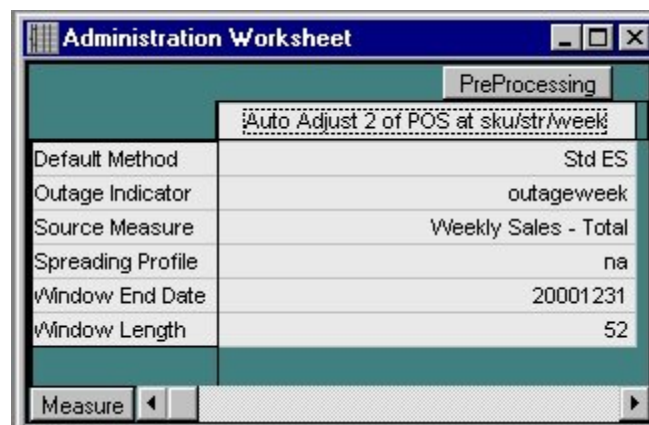 Administration Worksheet
PreProcessing
Auto Adjust 2 of POS at sku/str/week
Default Method Std ES
Outage Indicator outageweek
Source Measure Weekly Sales - Total
Spreading Profile na
Window End Date 20001231
Window Length 52
Measure